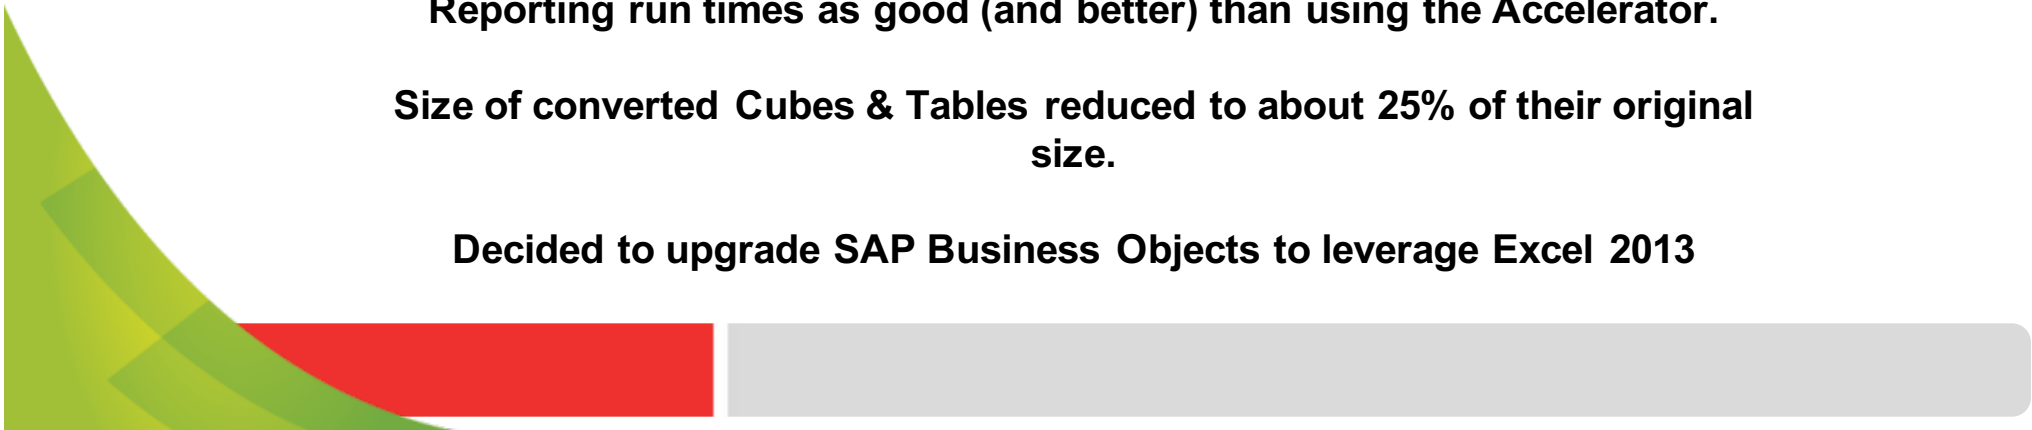 Reporting run times as good (and better) than using the Accelerator.
Size of converted Cubes & Tables reduced to about 25% of their original
size.
Decided to upgrade SAP Business Objects to leverage Excel 2013